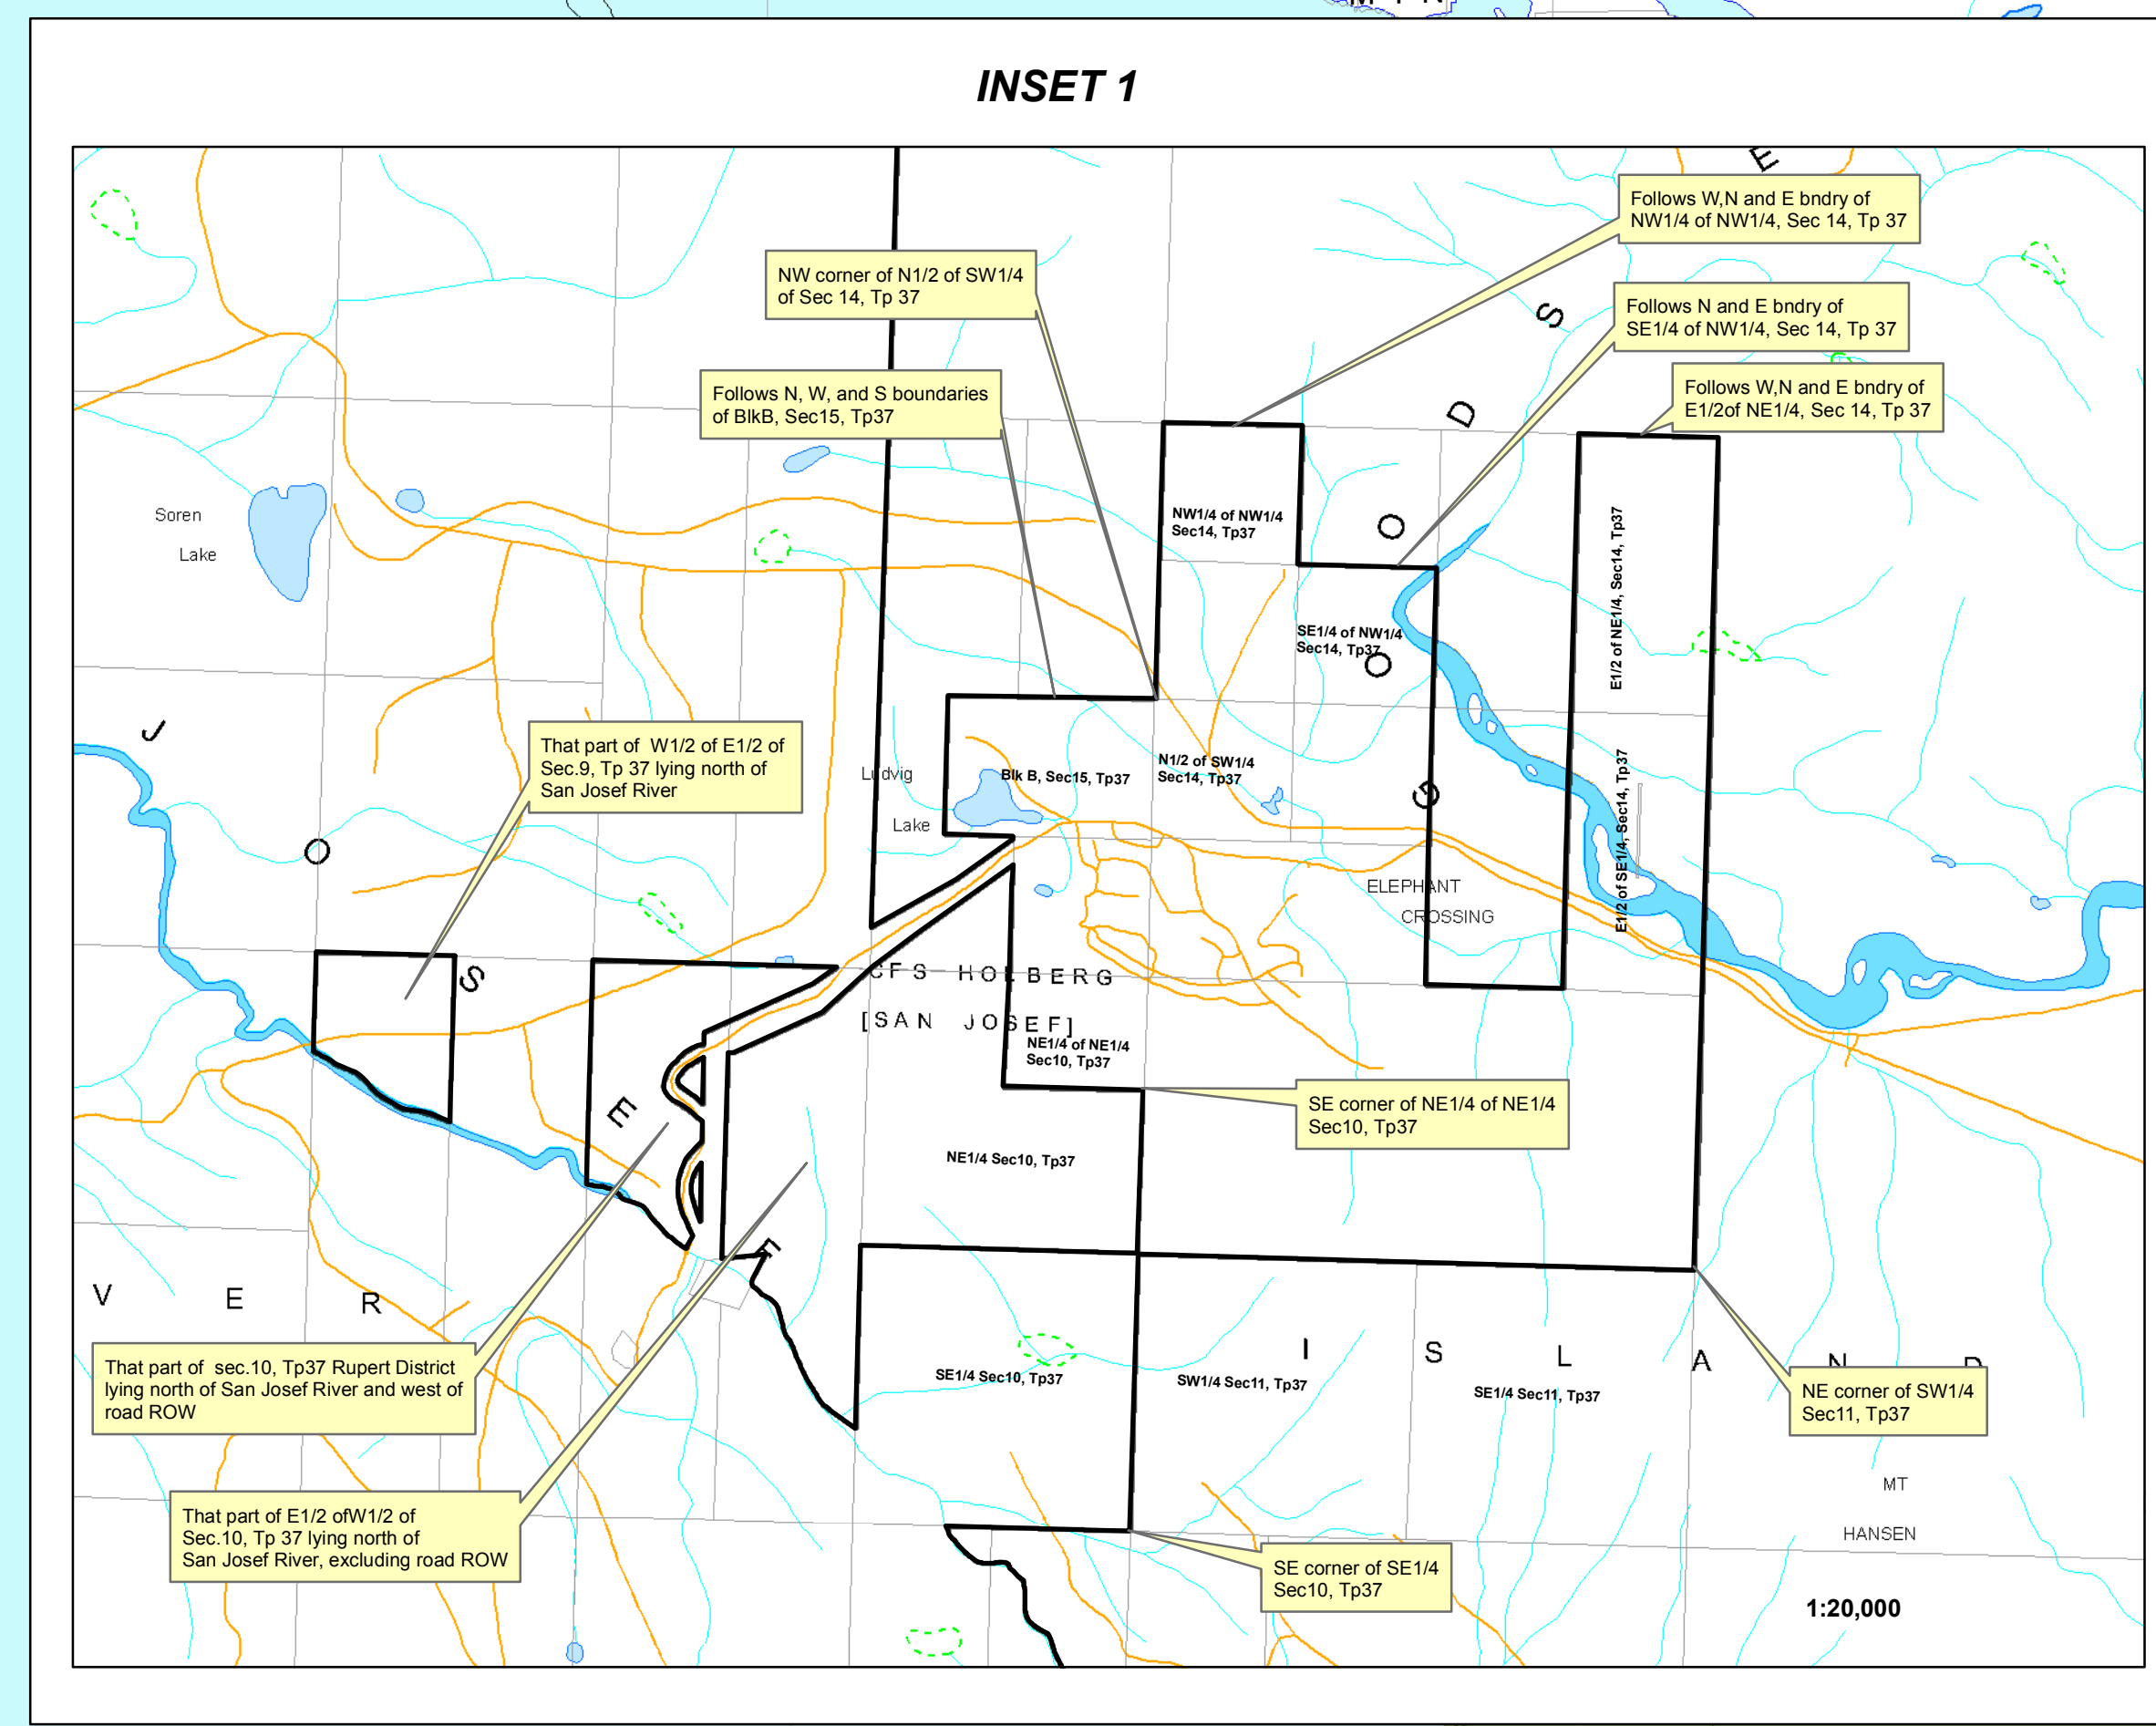 INSET 1
Follows W,N and E bndry of
NW1/4 of NW1/4, Sec 14, Tp 37
NW corner of N1/2 of SW1/4
of Sec 14, Tp 37
Follows N and E bndry of
SE1/4 of NW1/4, Sec 14, Tp 37
Follows N, W, and S boundaries
of BlkB, Sec15, Tp37
Follows W,N and E bndry of
E1/2of NE1/4, Sec 14, Tp 37
Soren
Lake
NW1/4 of NW1/4
Sec14, Tp37
E1/2 of NE1/4, Sec14, Tp37
SE1/4 of NW1/4
Sec14, Tp37
That part of W1/2 of E1/2 of
Sec.9, Tp 37 lying north of
San Josef River
Ludvig
Lake
Blk B, Sec15, Tp37
N1/2 of SW1/4
Sec14, Tp37
E1/2 of SE1/4, Sec14, Tp37
ELEPHANT
CROSSING
G O O D S E
J O S E F
CFS HOLBERG
[SAN JOSEF]
NE1/4 of NE1/4
Sec10, Tp37
SE corner of NE1/4 of NE1/4
Sec10, Tp37
NE1/4 Sec10, Tp37
V E R
I S L A N D
That part of sec.10, Tp37 Rupert District
lying north of San Josef River and west of
road ROW
SE1/4 Sec10, Tp37
SW1/4 Sec11, Tp37
SE1/4 Sec11, Tp37
NE corner of SW1/4
Sec11, Tp37
MT
HANSEN
That part of E1/2 ofW1/2 of
Sec.10, Tp 37 lying north of
San Josef River, excluding road ROW
SE corner of SE1/4
Sec10, Tp37
1:20,000